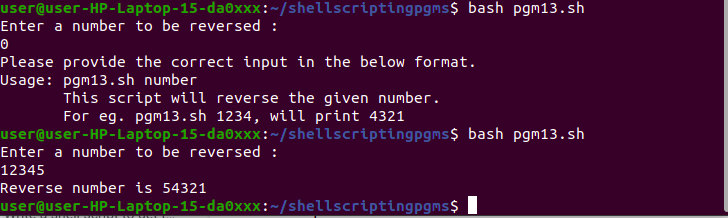 user@user-HP-Laptop-15-da0xxx:~/shellscriptingpgms$ bash pgm13.sh
Enter a number to be reversed :
0
Please provide the correct input in the below format.
Usage: pgm13.sh number
        This script will reverse the given number.
        For eg. pgm13.sh 1234, will print 4321
user@user-HP-Laptop-15-da0xxx:~/shellscriptingpgms$ bash pgm13.sh
Enter a number to be reversed :
12345
Reverse number is 54321
user@user-HP-Laptop-15-da0xxx:~/shellscriptingpgms$